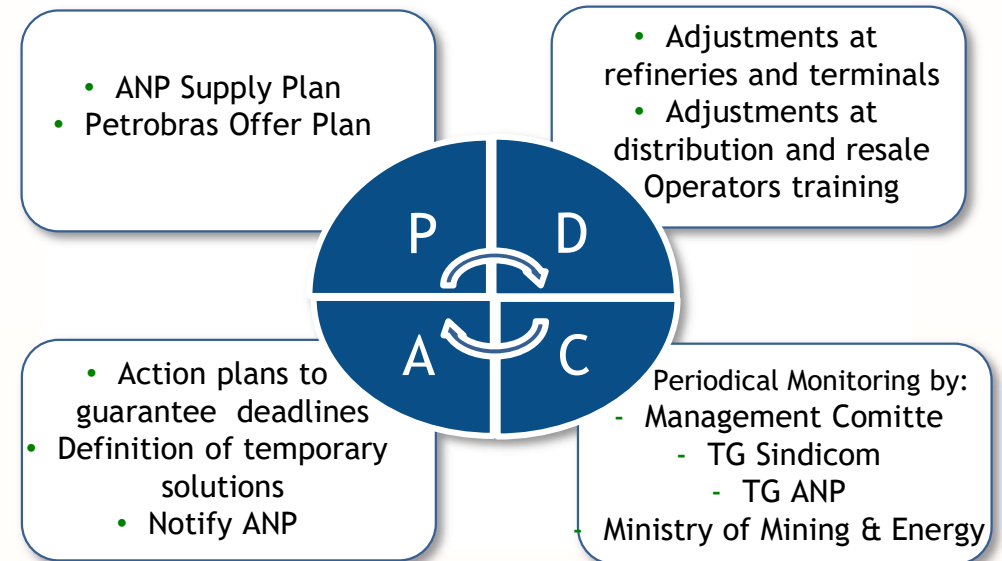 • ANP Supply Plan
• Petrobras Offer Plan
• Adjustments at
refineries and terminals
• Adjustments at
distribution and resale
Operators training
P
D
A
C
• Action plans to
guarantee deadlines
• Definition of temporary
solutions
• Notify ANP
Periodical Monitoring by:
- Management Comitte
- TG Sindicom
- TG ANP
- Ministry of Mining & Energy